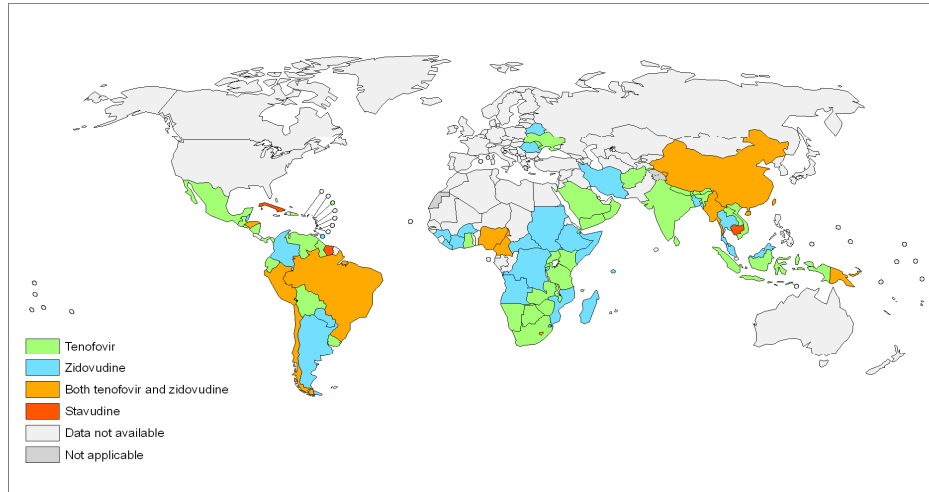 Tenofovir
Zidovudine
Both tenofovir and zidovudine
Stavudine
Data not available
Not applicable